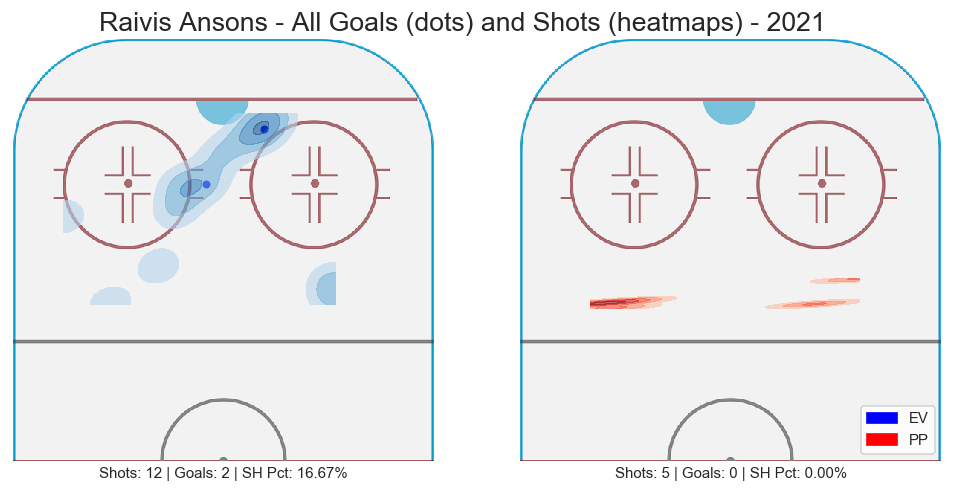 Raivis Ansons - All Goals (dots) and Shots (heatmaps) - 2021
EV
PP
Shots: 12 | Goals: 2 | SH Pct: 16.67%
Shots: 5 | Goals: 0 | SH Pct: 0.00%